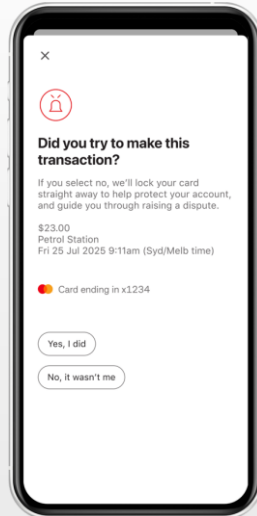 Did you try to make this
transaction?
If you select no, we'll lock your card
straight away to help protect your account,
and guide you through raising a dispute.
$23.00
Petrol Station
Fri 25 Jul 2025 9:11am (Syd/Melb time)
Card ending in x1234
Yes, I did
No, it wasn't me